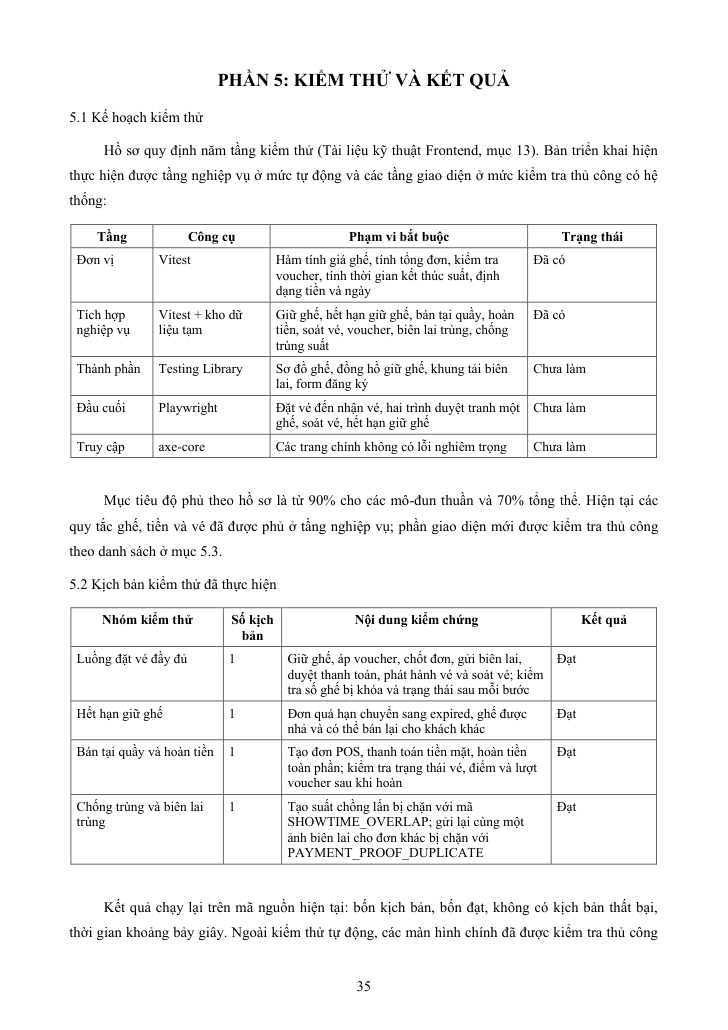 PHẦN 5: KIỂM THỬ VÀ KẾT QUẢ
5.1 Kế hoạch kiểm thử
Hồ sơ quy định năm tầng kiểm thử (Tài liệu kỹ thuật Frontend, mục 13). Bản triển khai hiện
thực hiện được tầng nghiệp vụ ở mức tự động và các tầng giao diện ở mức kiểm tra thủ công có hệ
thống:
Tầng Công cụ Phạm vi bắt buộc Trạng thái
Đơn vị Vitest Hàm tính giá ghế, tính tổng đơn, kiểm tra Đã có
voucher, tính thời gian kết thúc suất, định
dạng tiền và ngày
Tích hợp Vitest + kho dữ Giữ ghế, hết hạn giữ ghế, bán tại quầy, hoàn Đã có
nghiệp vụ liệu tạm tiền, soát vé, voucher, biên lai trùng, chống
trùng suất
Thành phần Testing Library Sơ đồ ghế, đồng hồ giữ ghế, khung tải biên Chưa làm
lai, form đăng ký
Đầu cuối Playwright Đặt vé đến nhận vé, hai trình duyệt tranh một Chưa làm
ghế, soát vé, hết hạn giữ ghế
Truy cập axe-core Các trang chính không có lỗi nghiêm trọng Chưa làm
Mục tiêu độ phủ theo hồ sơ là từ 90% cho các mô-đun thuần và 70% tổng thể. Hiện tại các
quy tắc ghế, tiền và vé đã được phủ ở tầng nghiệp vụ; phần giao diện mới được kiểm tra thủ công
theo danh sách ở mục 5.3.
5.2 Kịch bản kiểm thử đã thực hiện
Nhóm kiểm thử Số kịch Nội dung kiểm chứng Kết quả
bản
Luồng đặt vé đầy đủ 1 Giữ ghế, áp voucher, chốt đơn, gửi biên lai, Đạt
duyệt thanh toán, phát hành vé và soát vé; kiểm
tra số ghế bị khóa và trạng thái sau mỗi bước
Hết hạn giữ ghế 1 Đơn quá hạn chuyển sang expired, ghế được Đạt
nhả và có thể bán lại cho khách khác
Bán tại quầy và hoàn tiền 1 Tạo đơn POS, thanh toán tiền mặt, hoàn tiền Đạt
toàn phần; kiểm tra trạng thái vé, điểm và lượt
voucher sau khi hoàn
Chống trùng và biên lai 1 Tạo suất chồng lấn bị chặn với mã Đạt
trùng SHOWTIME_OVERLAP; gửi lại cùng một
ảnh biên lai cho đơn khác bị chặn với
PAYMENT_PROOF_DUPLICATE
Kết quả chạy lại trên mã nguồn hiện tại: bốn kịch bản, bốn đạt, không có kịch bản thất bại,
thời gian khoảng bảy giây. Ngoài kiểm thử tự động, các màn hình chính đã được kiểm tra thủ công
35